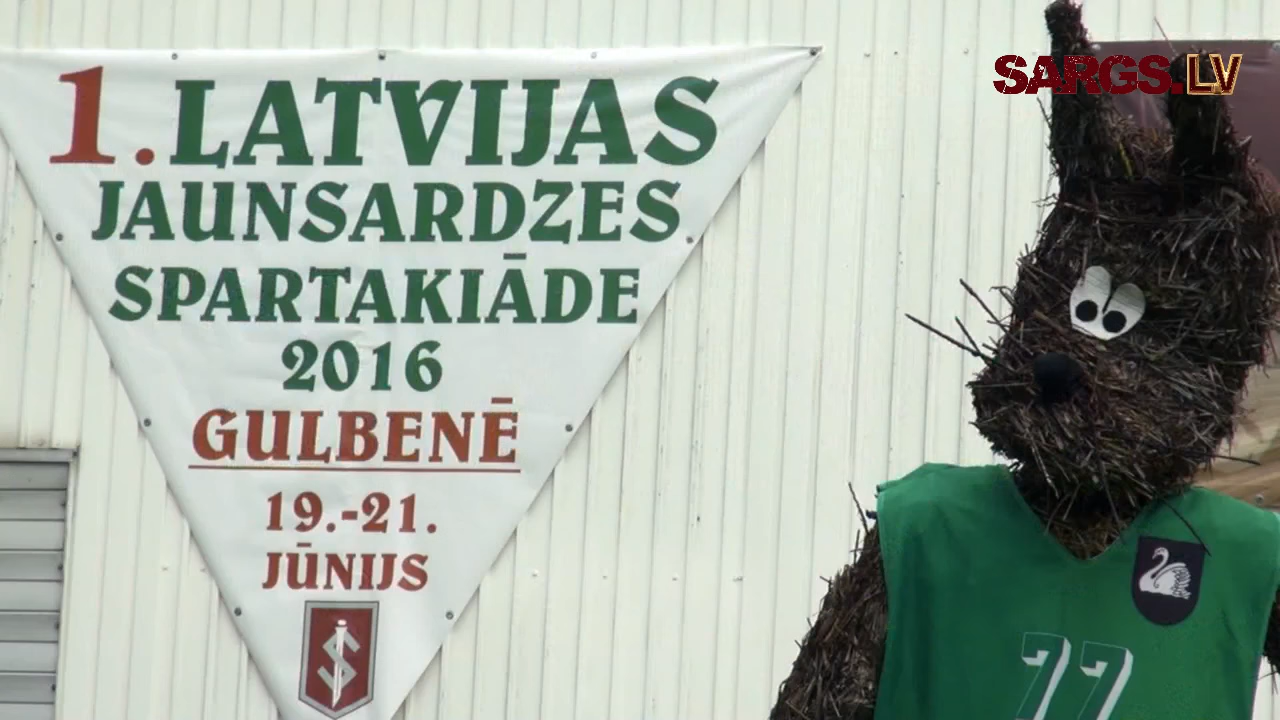 1. LATVIJAS
JAUNSARDZES
SPARTAKIĀDE
2016
GULBENĒ
19.-21.
JŪNIJS
SARGS.LV
77